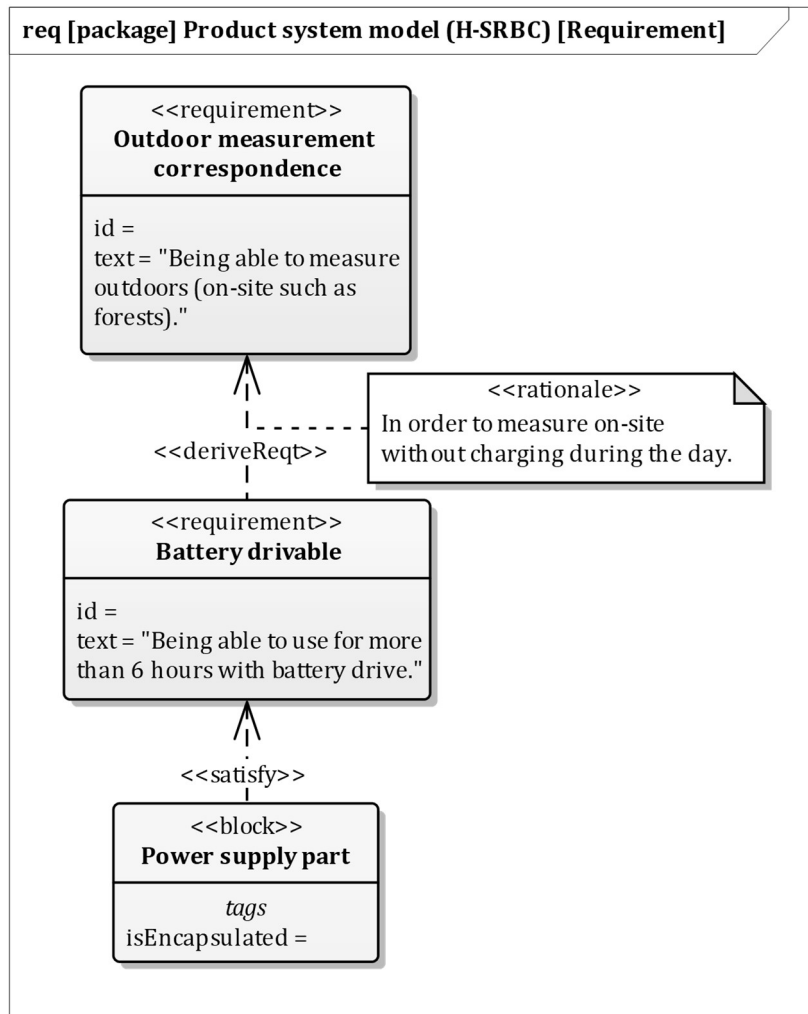 req [package] Product system model (H-SRBC) [Requirement]
<<requirement>>
Outdoor measurement
correspondence
id =
text = "Being able to measure
outdoors (on-site such as
forests)."
<<rationale>>
In order to measure on-site
without charging during the day.
<<deriveReqt>>
<<requirement>>
Battery drivable
id =
text = "Being able to use for more
than 6 hours with battery drive."
<<satisfy>>
<<block>>
Power supply part
tags
isEncapsulated =